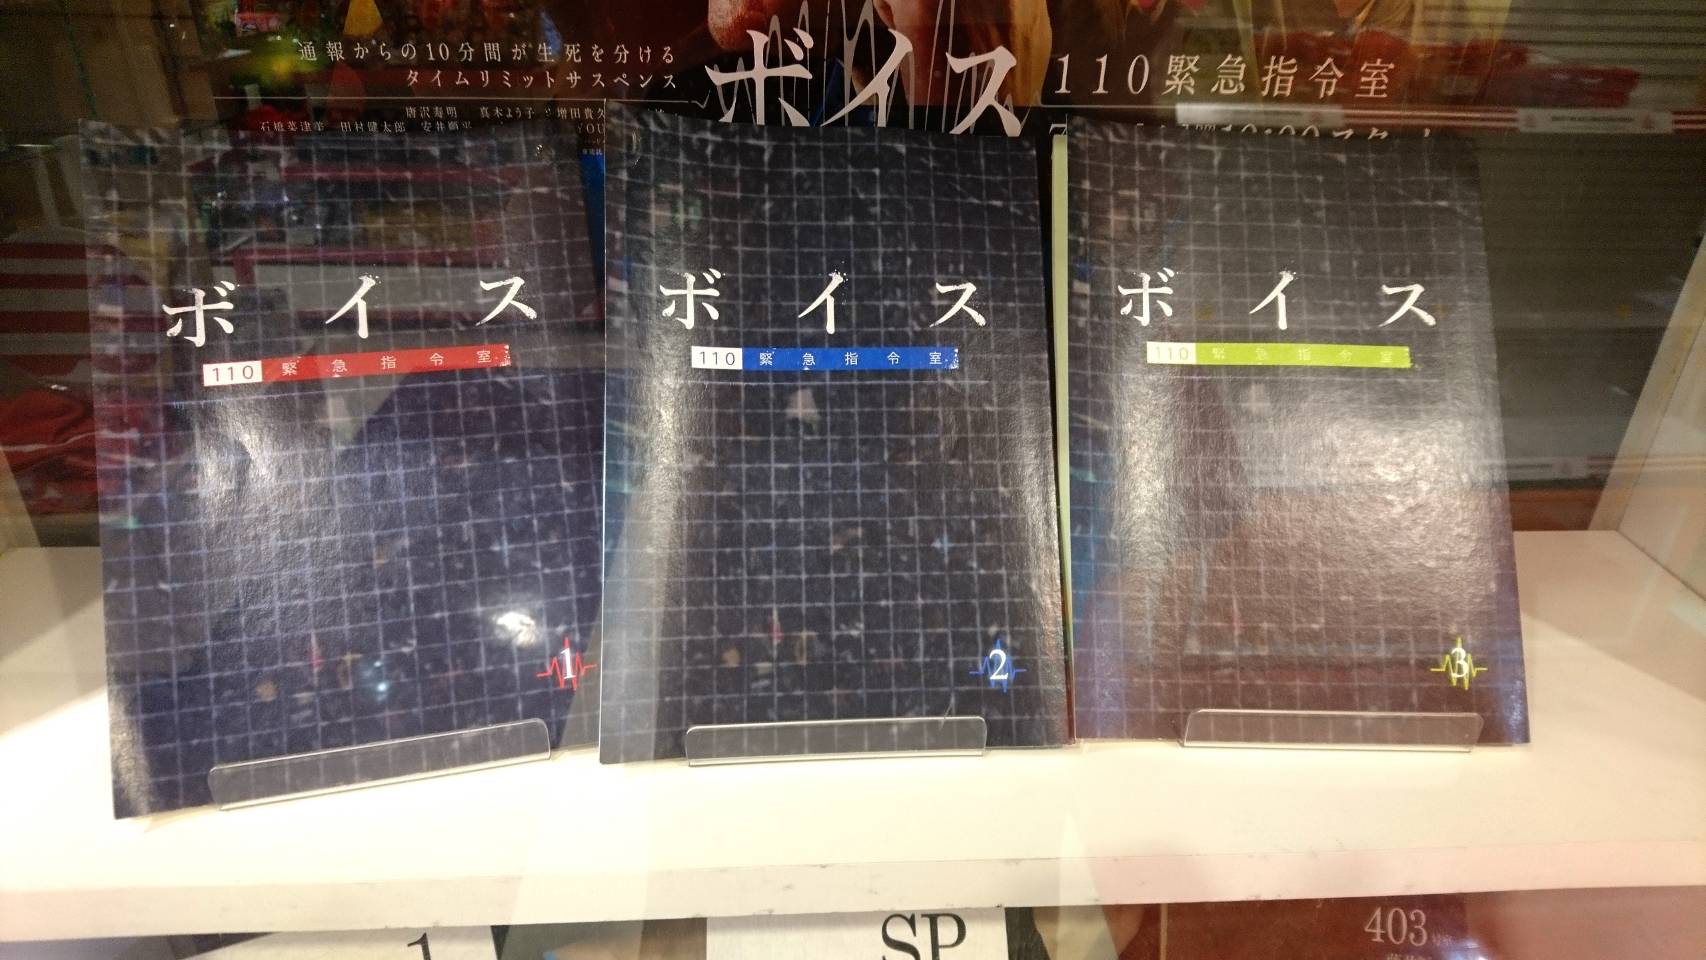 通報からの10分間が生死を分ける
タイムリミットサスペンス
ボイス 110緊急指令室
唐沢寿明 真木よう子 増田貴久
石橋菜津美 田村健太郎 安井順平 YOU
ボイス
110 緊急指令室
1
ボイス
110 緊急指令室
2
ボイス
110 緊急指令室
3
1
SP
403